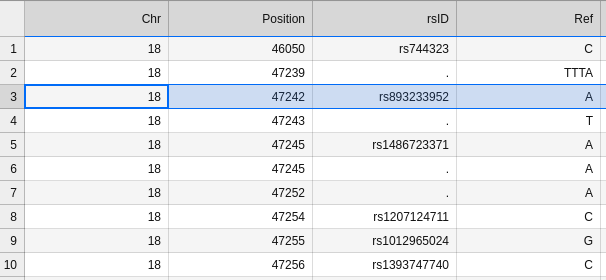 Chr Position rsID Ref
1 18 46050 rs744323 C
2 18 47239 . TTTA
3 18 47242 rs893233952 A
4 18 47243 . T
5 18 47245 rs1486723371 A
6 18 47245 . A
7 18 47252 . A
8 18 47254 rs1207124711 C
9 18 47255 rs1012965024 G
10 18 47256 rs1393747740 C